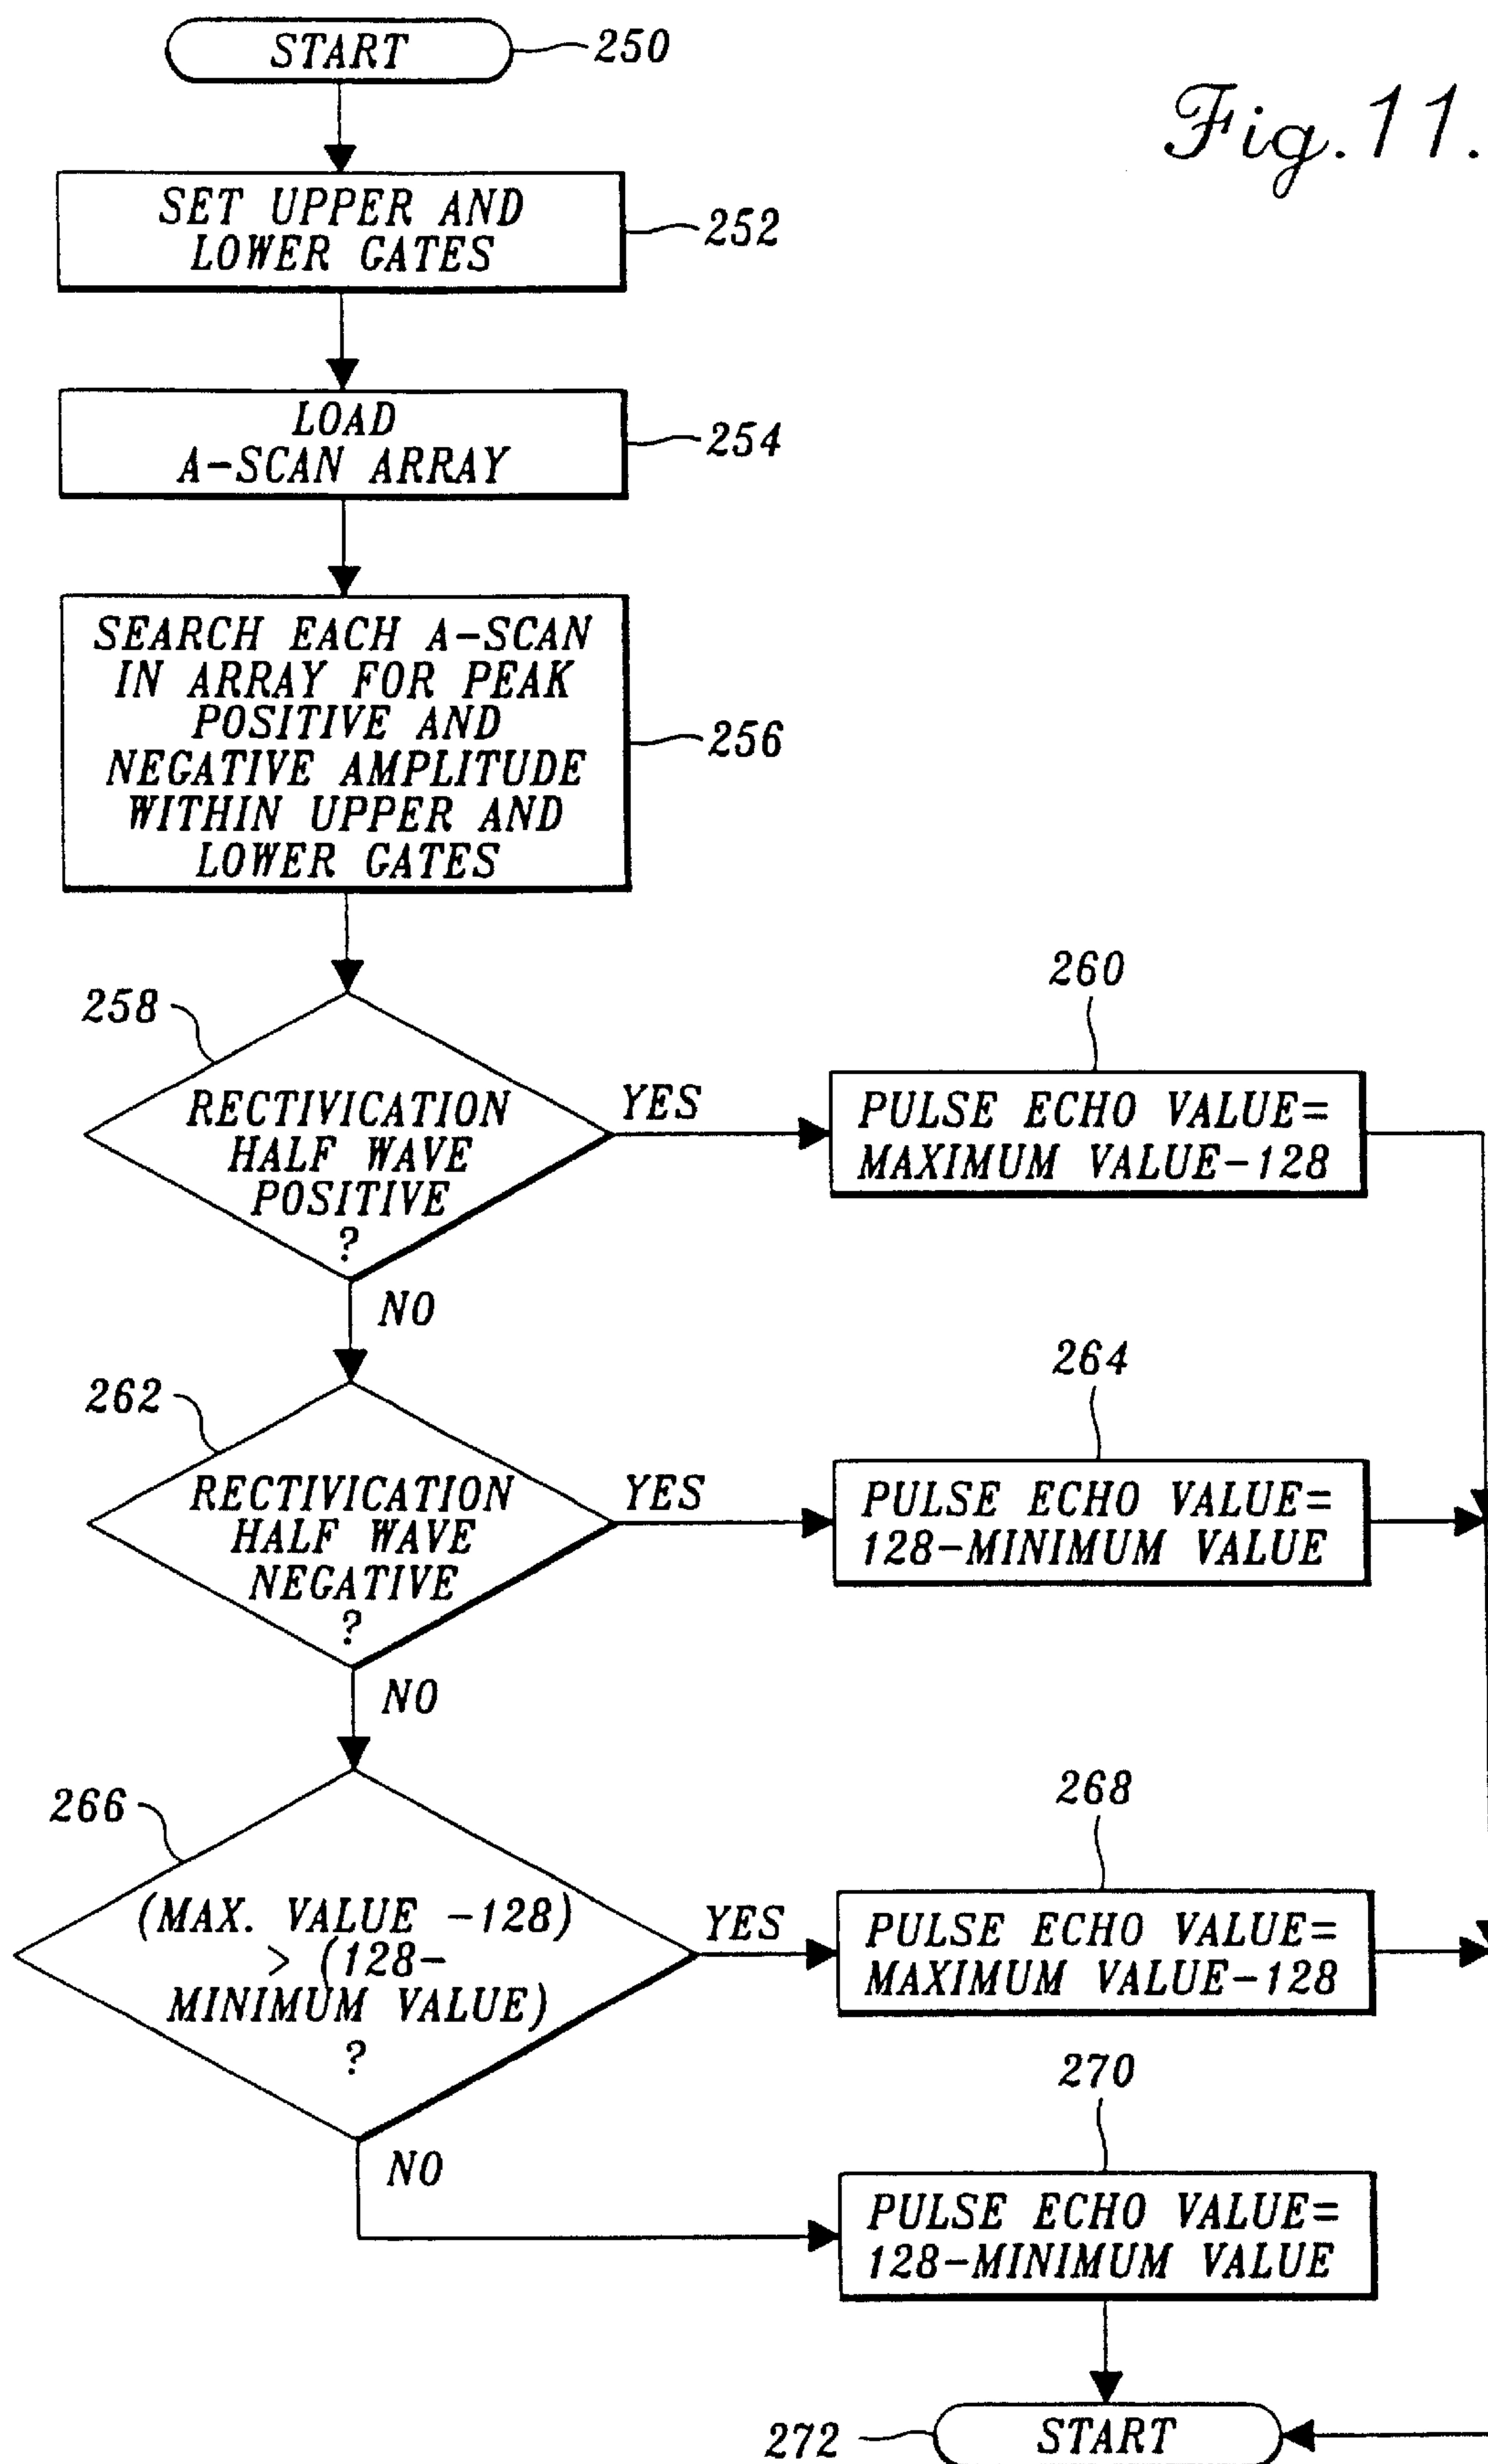 START
250
Fig. 11.
SET UPPER AND
LOWER GATES
252
LOAD
A-SCAN ARRAY
254
SEARCH EACH A-SCAN
IN ARRAY FOR PEAK
POSITIVE AND
NEGATIVE AMPLITUDE
WITHIN UPPER AND
LOWER GATES
256
258
RECTIVICATION
HALF WAVE
POSITIVE
?
YES
NO
260
PULSE ECHO VALUE=
MAXIMUM VALUE-128
262
RECTIVICATION
HALF WAVE
NEGATIVE
?
YES
NO
264
PULSE ECHO VALUE=
128-MINIMUM VALUE
266
(MAX. VALUE -128)
> (128-
MINIMUM VALUE)
?
YES
NO
268
PULSE ECHO VALUE=
MAXIMUM VALUE-128
270
PULSE ECHO VALUE=
128-MINIMUM VALUE
272
START